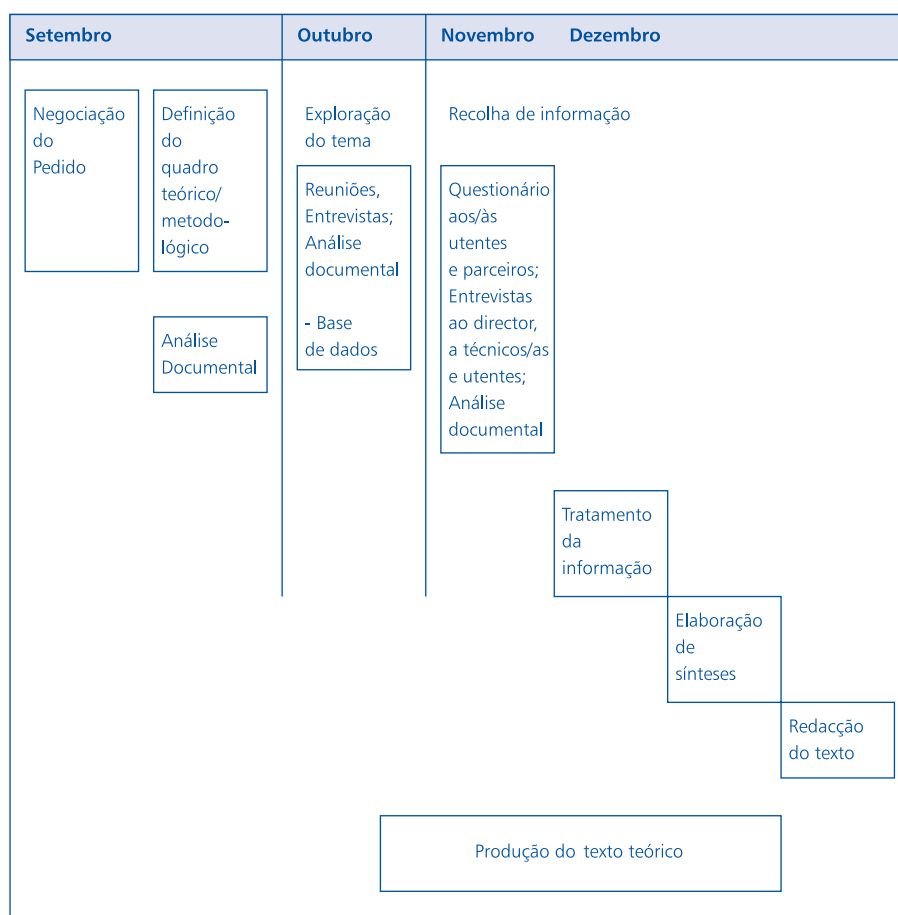 Setembro Outubro Novembro Dezembro
Negociação
do
Pedido
Definição
do
quadro
teórico/
metodo-
lógico
Análise
Documental
Exploração
do tema
Reuniões,
Entrevistas;
Análise
documental
- Base
de dados
Recolha de informação
Questionário
aos/às
utentes
e parceiros;
Entrevistas
ao director,
a técnicos/as
e utentes;
Análise
documental
Tratamento
da
informação
Elaboração
de
sínteses
Redacção
do texto
Produção do texto teórico